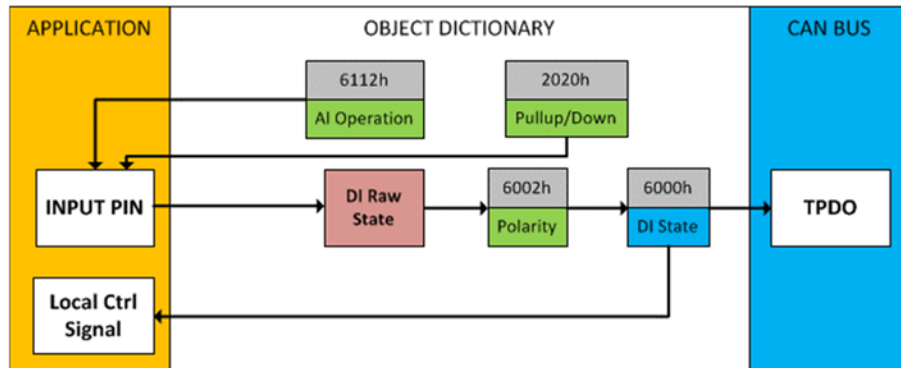 APPLICATION
OBJECT DICTIONARY
CAN BUS
6112h
AI Operation
2020h
Pullup/Down
INPUT PIN
DI Raw
State
6002h
Polarity
6000h
DI State
TPDO
Local Ctrl
Signal